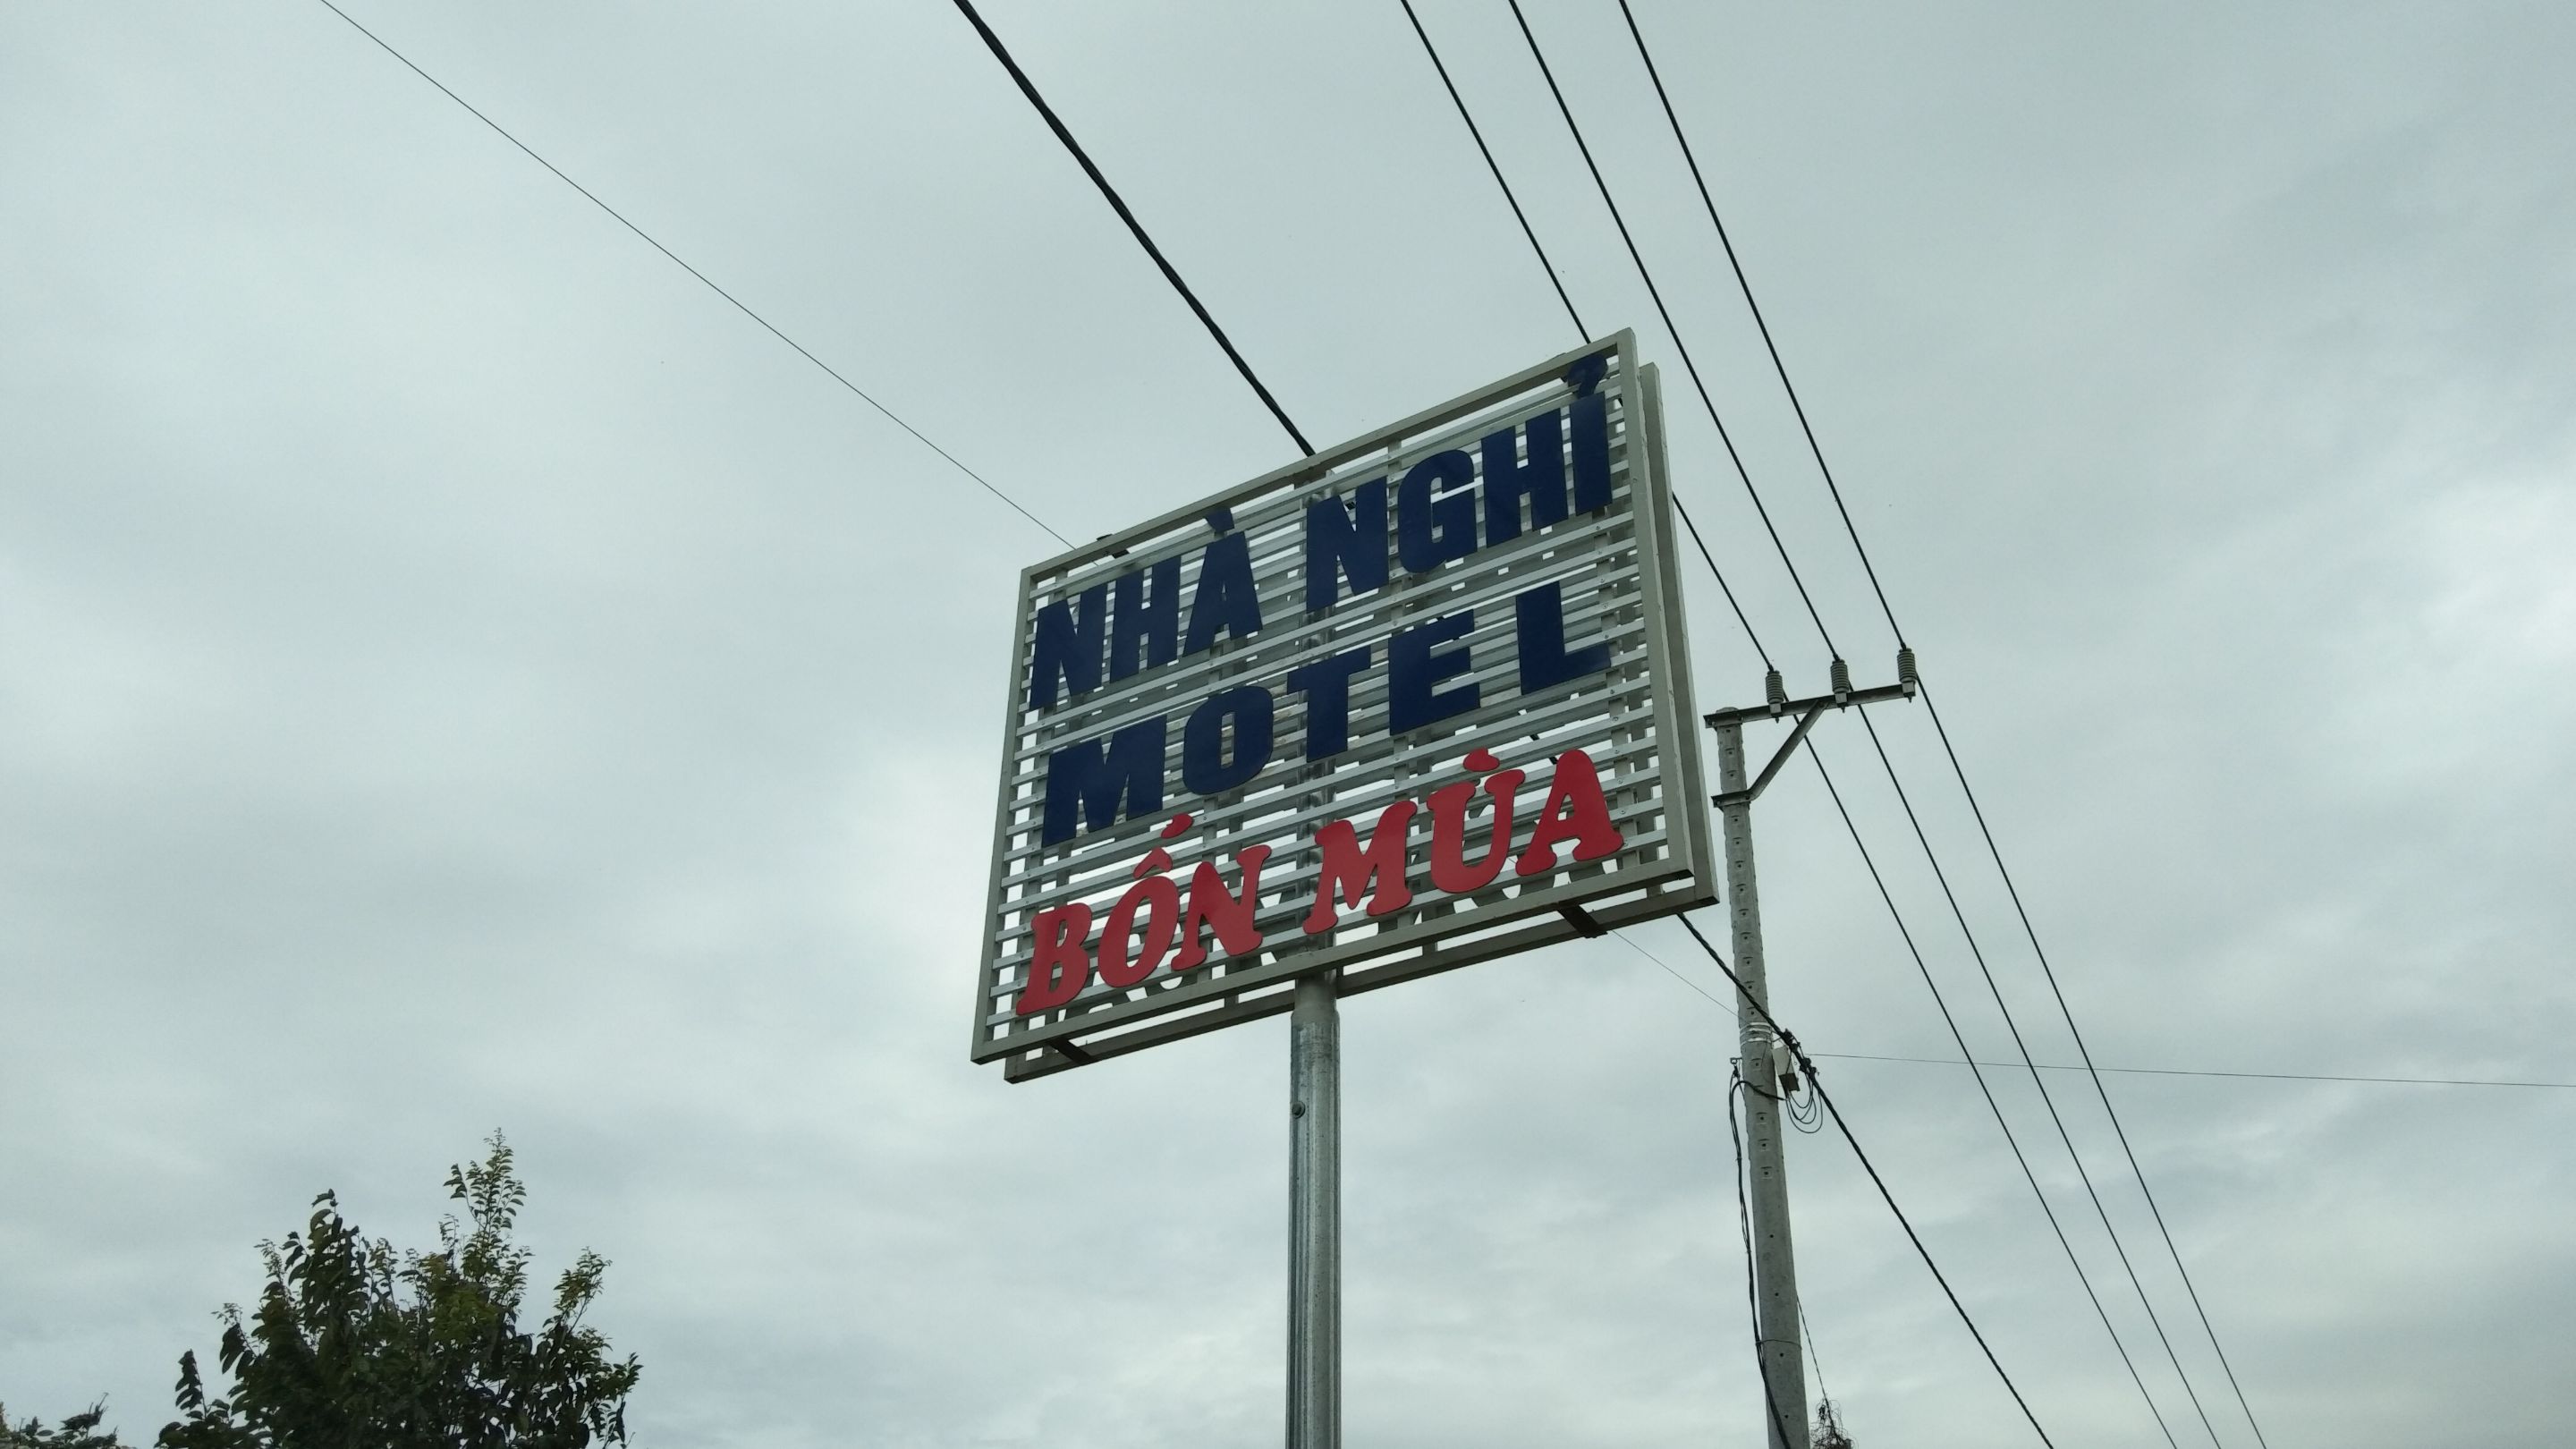 NHÀ NGHỈ
MOTEL
BỐN MÙA